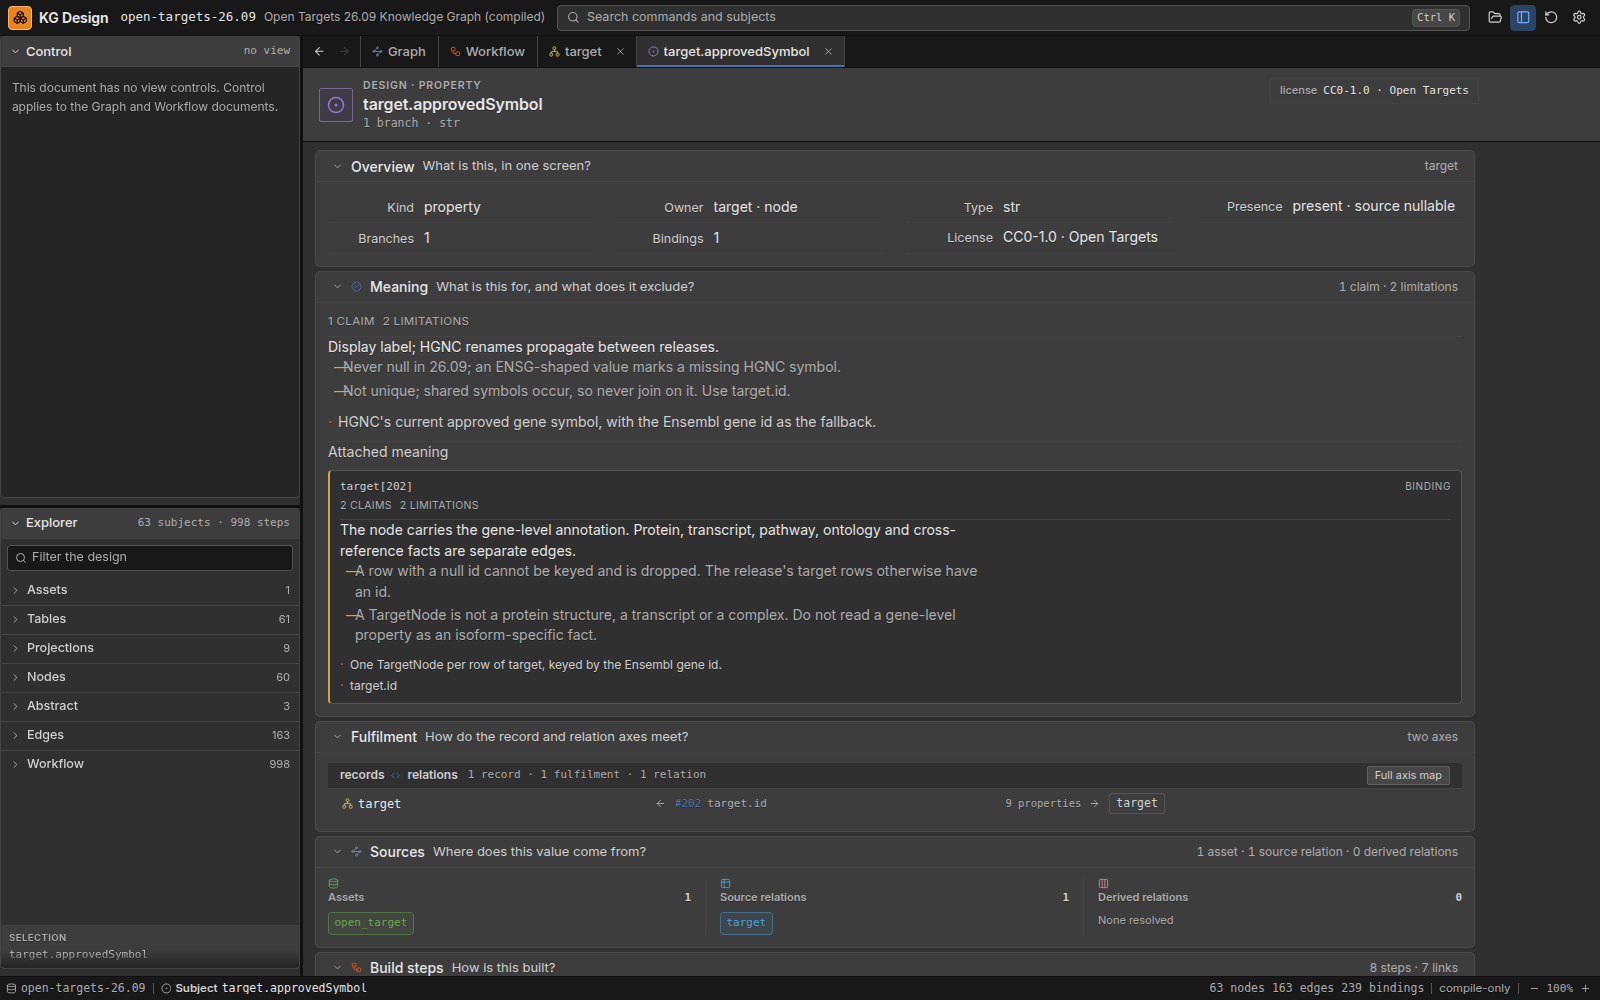 KG Design open-targets-26.09 Open Targets 26.09 Knowledge Graph (compiled) Search commands and subjects Ctrl K
Control no view
This document has no view controls. Control
applies to the Graph and Workflow documents.
Graph Workflow target target.approvedSymbol
DESIGN · PROPERTY
target.approvedSymbol
1 branch · str
license CC0-1.0 · Open Targets
Overview What is this, in one screen? target
Kind property Owner target · node Type str Presence present · source nullable
Branches 1 Bindings 1 License CC0-1.0 · Open Targets
Meaning What is this for, and what does it exclude? 1 claim · 2 limitations
1 CLAIM 2 LIMITATIONS
Display label; HGNC renames propagate between releases.
—Never null in 26.09; an ENSG-shaped value marks a missing HGNC symbol.
—Not unique; shared symbols occur, so never join on it. Use target.id.
· HGNC's current approved gene symbol, with the Ensembl gene id as the fallback.
Attached meaning
target[202] BINDING
2 CLAIMS 2 LIMITATIONS
The node carries the gene-level annotation. Protein, transcript, pathway, ontology and cross-
reference facts are separate edges.
—A row with a null id cannot be keyed and is dropped. The release's target rows otherwise have
an id.
—A TargetNode is not a protein structure, a transcript or a complex. Do not read a gene-level
property as an isoform-specific fact.
· One TargetNode per row of target, keyed by the Ensembl gene id.
· target.id
Fulfilment How do the record and relation axes meet? two axes
records <> relations 1 record · 1 fulfilment · 1 relation Full axis map
target ← #202 target.id 9 properties → target
Sources Where does this value come from? 1 asset · 1 source relation · 0 derived relations
Assets 1 Source relations 1 Derived relations 0
open_target target None resolved
Build steps How is this built? 8 steps · 7 links
Explorer 63 subjects · 998 steps
Filter the design
Assets 1
Tables 61
Projections 9
Nodes 60
Abstract 3
Edges 163
Workflow 998
SELECTION
target.approvedSymbol
open-targets-26.09 Subject target.approvedSymbol 63 nodes 163 edges 239 bindings compile-only − 100% +